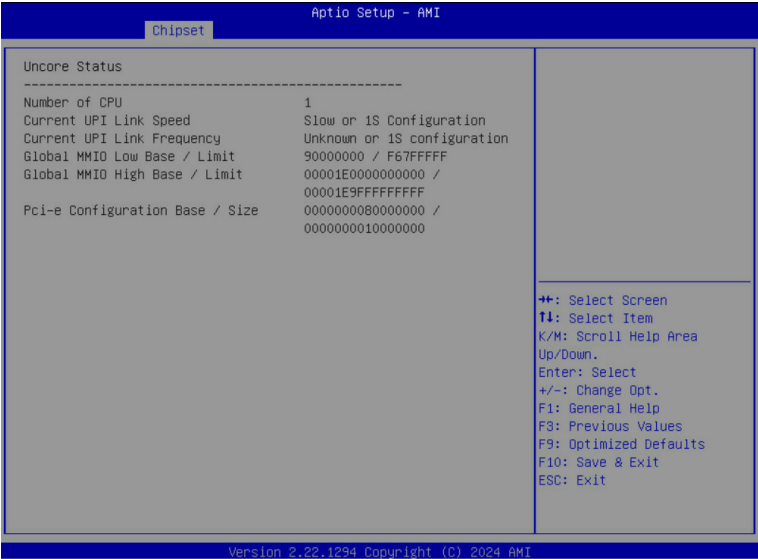 Aptio Setup – AMI
Chipset
Uncore Status
--------------------------------------------------
Number of CPU 1
Current UPI Link Speed Slow or 1S Configuration
Current UPI Link Frequency Unknown or 1S configuration
Global MMIO Low Base / Limit 90000000 / F67FFFFF
Global MMIO High Base / Limit 00001E0000000000 /
00001E9FFFFFFFFF
Pci-e Configuration Base / Size 0000000080000000 /
0000000010000000
→←: Select Screen
↑↓: Select Item
K/M: Scroll Help Area
Up/Down.
Enter: Select
+/-: Change Opt.
F1: General Help
F3: Previous Values
F9: Optimized Defaults
F10: Save & Exit
ESC: Exit
Version 2.22.1294 Copyright (C) 2024 AMI